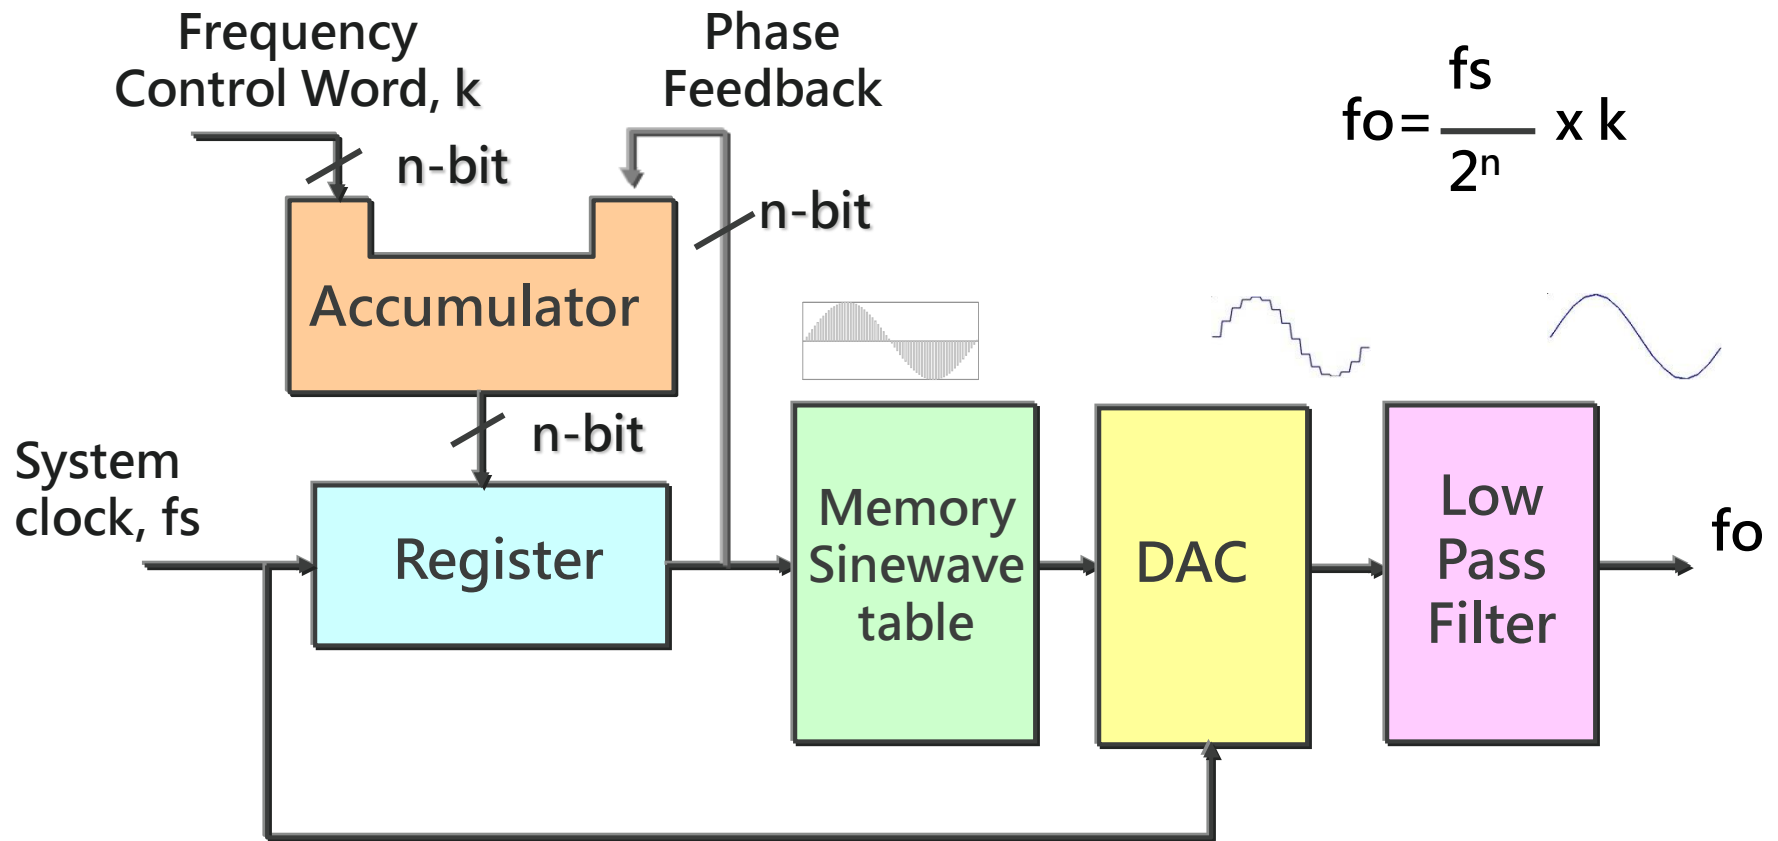 Frequency
Control Word, k
Phase
Feedback
fs
fo= x k
2ⁿ
n-bit
n-bit
Accumulator
n-bit
System
clock, fs
Register
Memory
Sinewave
table
DAC
Low
Pass
Filter
fo